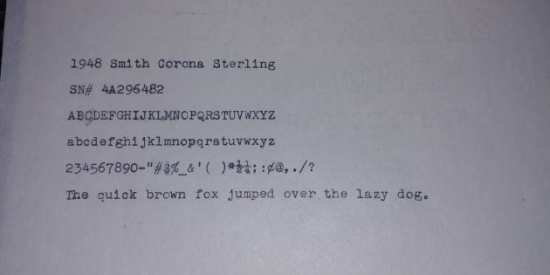 1948 Smith Corona Sterling
SN# 4A296482
ABCDEFGHIJKLMNOPQRSTUVWXYZ
abcdefghijklmnopqrstuvwxyz
234567890-"#$%_&'( )*½¼;:¢@,./?
The quick brown fox jumped over the lazy dog.